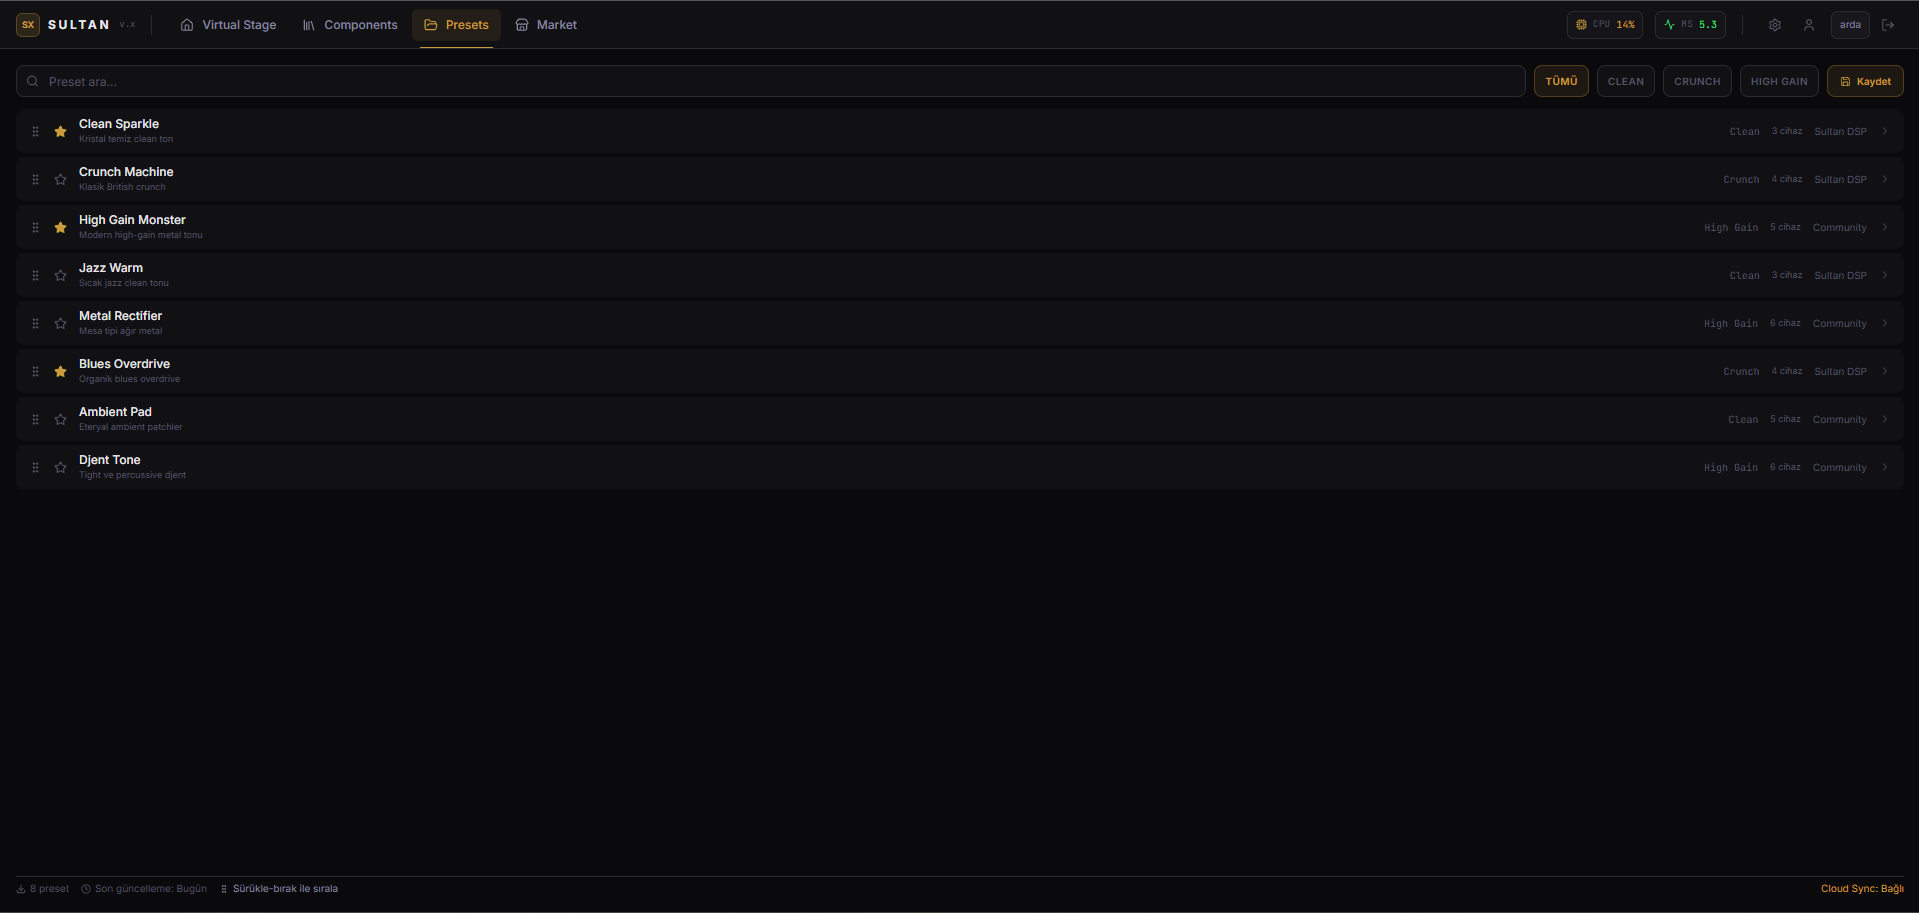 SX SULTAN v.x Virtual Stage Components Presets Market CPU 14% MS 5.3 arda
Preset ara... TÜMÜ CLEAN CRUNCH HIGH GAIN Kaydet
Clean Sparkle
Kristal temiz clean ton
Clean 3 cihaz Sultan DSP
Crunch Machine
Klasik British crunch
Crunch 4 cihaz Sultan DSP
High Gain Monster
Modern high-gain metal tonu
High Gain 5 cihaz Community
Jazz Warm
Sıcak jazz clean tonu
Clean 3 cihaz Sultan DSP
Metal Rectifier
Mesa tipi ağır metal
High Gain 6 cihaz Community
Blues Overdrive
Organik blues overdrive
Crunch 4 cihaz Sultan DSP
Ambient Pad
Eteryal ambient patchler
Clean 5 cihaz Community
Djent Tone
Tight ve percussive djent
High Gain 6 cihaz Community
8 preset Son güncelleme: Bugün Sürükle-bırak ile sırala Cloud Sync: Bağlı